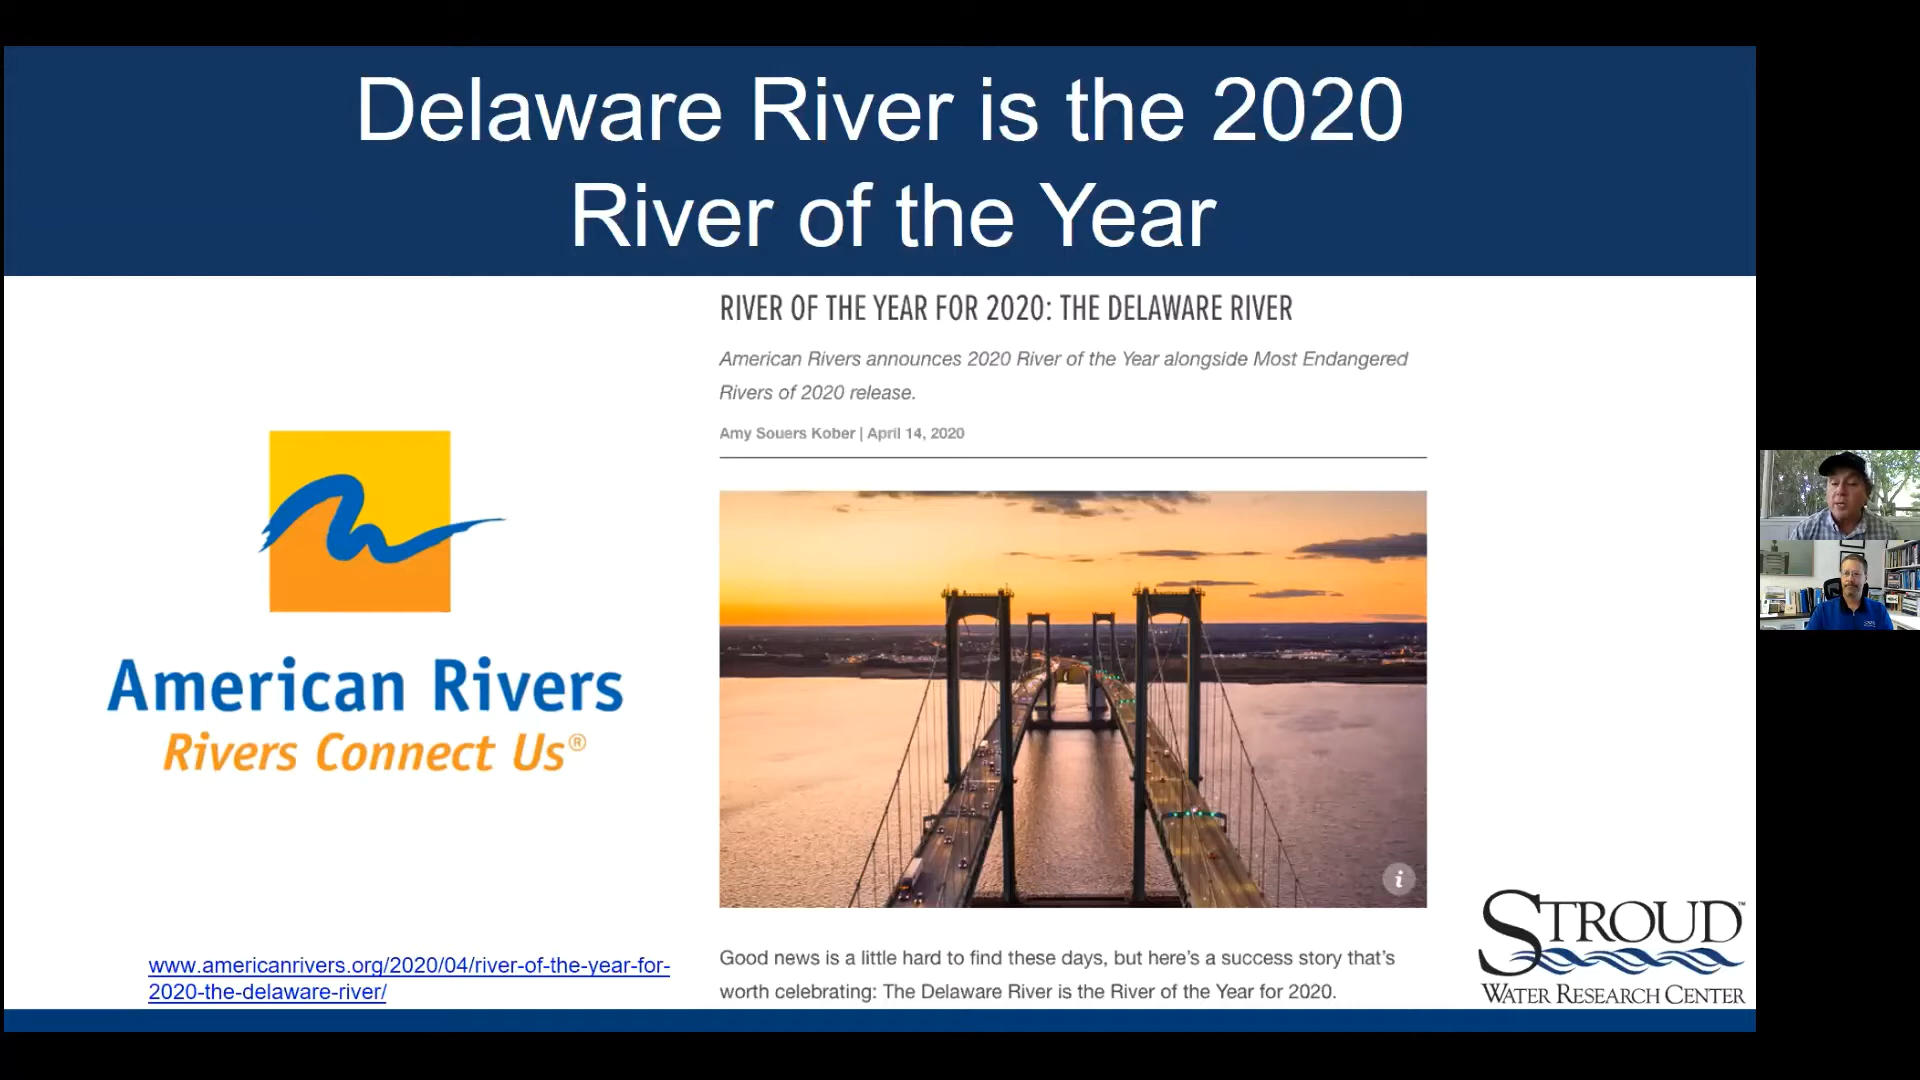 Delaware River is the 2020
River of the Year
RIVER OF THE YEAR FOR 2020: THE DELAWARE RIVER
American Rivers announces 2020 River of the Year alongside Most Endangered
Rivers of 2020 release.
Amy Souers Kober | April 14, 2020
American Rivers
Rivers Connect Us®
i
Good news is a little hard to find these days, but here's a success story that's
worth celebrating: The Delaware River is the River of the Year for 2020.
www.americanrivers.org/2020/04/river-of-the-year-for-
2020-the-delaware-river/
STROUD™
WATER RESEARCH CENTER